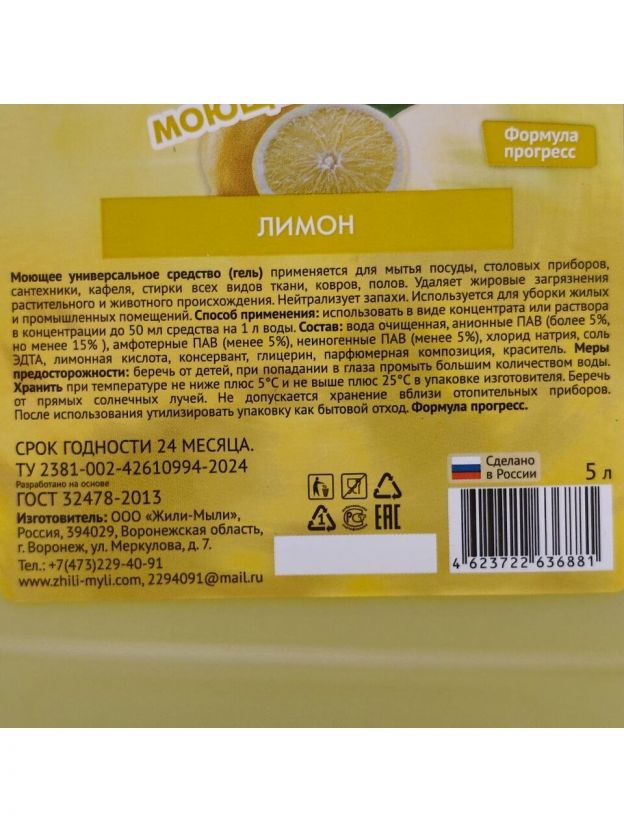 МОЮЩ
Формула
прогресс
ЛИМОН
Моющее универсальное средство (гель) применяется для мытья посуды, столовых приборов,
сантехники, кафеля, стирки всех видов ткани, ковров, полов. Удаляет жировые загрязнения
растительного и животного происхождения. Нейтрализует запахи. Используется для уборки жилых
и промышленных помещений. Способ применения: использовать в виде концентрата или раствора
в концентрации до 50 мл средства на 1 л воды. Состав: вода очищенная, анионные ПАВ (более 5%,
но менее 15% ), амфотерные ПАВ (менее 5%), неионогенные ПАВ (менее 5%), хлорид натрия, соль
ЭДТА, лимонная кислота, консервант, глицерин, парфюмерная композиция, краситель. Меры
предосторожности: беречь от детей, при попадании в глаза промыть большим количеством воды.
Хранить при температуре не ниже плюс 5°С и не выше плюс 25°С в упаковке изготовителя. Беречь
от прямых солнечных лучей. Не допускается хранение вблизи отопительных приборов.
После использования утилизировать упаковку как бытовой отход. Формула прогресс.
СРОК ГОДНОСТИ 24 МЕСЯЦА.
ТУ 2381-002-42610994-2024
Разработано на основе
ГОСТ 32478-2013
Изготовитель: ООО «Жили-Мыли»,
Россия, 394029, Воронежская область,
г. Воронеж, ул. Меркулова, д. 7.
Тел.: +7(473)229-40-91
www.zhili-myli.com, 2294091@mail.ru
1 РС ЕАС
Сделано
в России
5 л
4 623722 636881